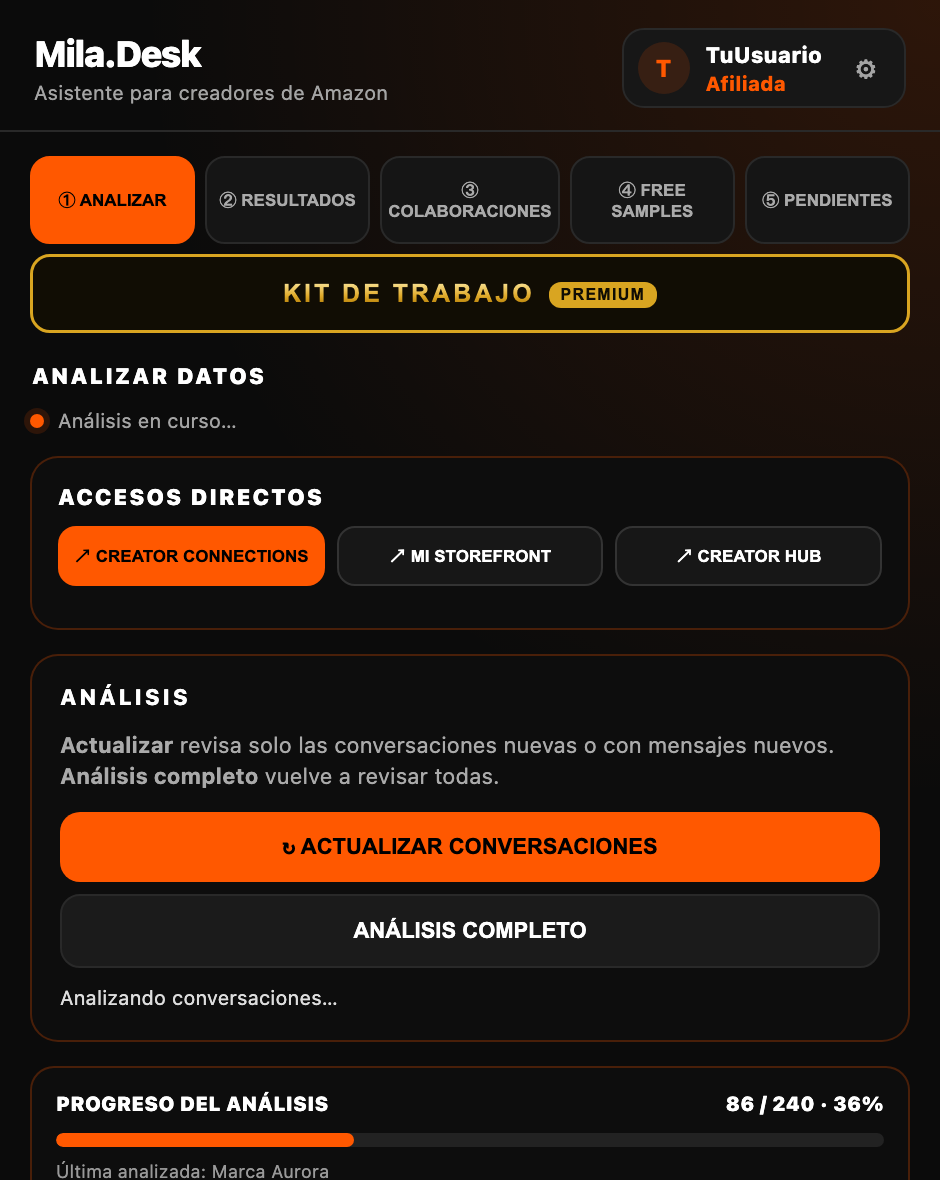 Mila.Desk
Asistente para creadores de Amazon
T
TuUsuario
Afiliada
⚙
① ANALIZAR
② RESULTADOS
③
COLABORACIONES
④ FREE
SAMPLES
⑤ PENDIENTES
KIT DE TRABAJO PREMIUM
ANALIZAR DATOS
Análisis en curso...
ACCESOS DIRECTOS
↗ CREATOR CONNECTIONS
↗ MI STOREFRONT
↗ CREATOR HUB
ANÁLISIS
Actualizar revisa solo las conversaciones nuevas o con mensajes nuevos.
Análisis completo vuelve a revisar todas.
↻ ACTUALIZAR CONVERSACIONES
ANÁLISIS COMPLETO
Analizando conversaciones...
PROGRESO DEL ANÁLISIS
86 / 240 · 36%
Última analizada: Marca Aurora